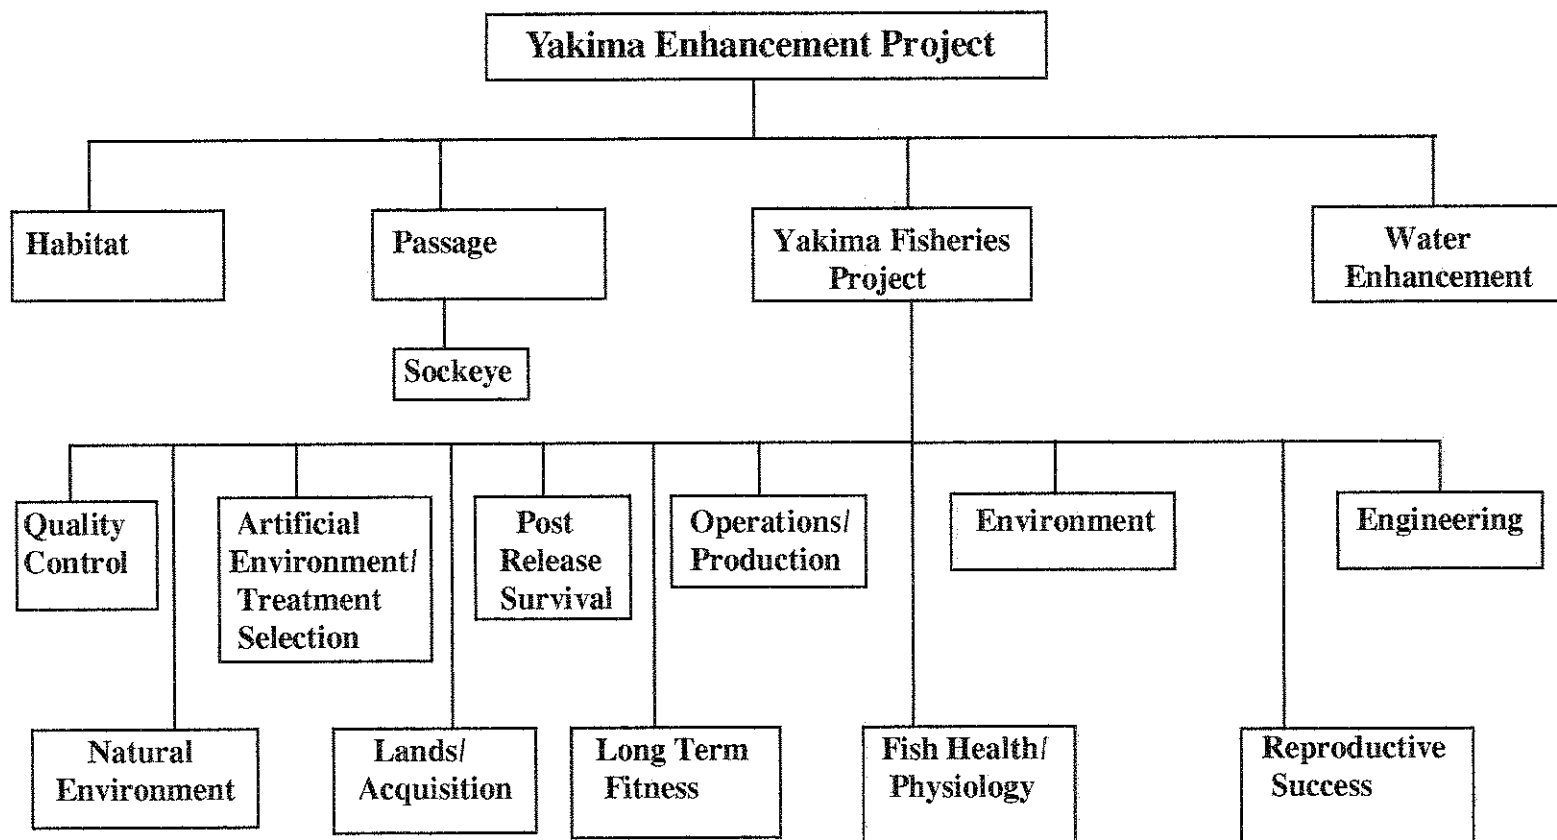 Yakima Enhancement Project
Habitat
Passage
Yakima Fisheries
Project
Water
Enhancement
Sockeye
Quality
Control
Artificial
Environment/
Treatment
Selection
Post
Release
Survival
Operations/
Production
Environment
Engineering
Natural
Environment
Lands/
Acquisition
Long Term
Fitness
Fish Health/
Physiology
Reproductive
Success